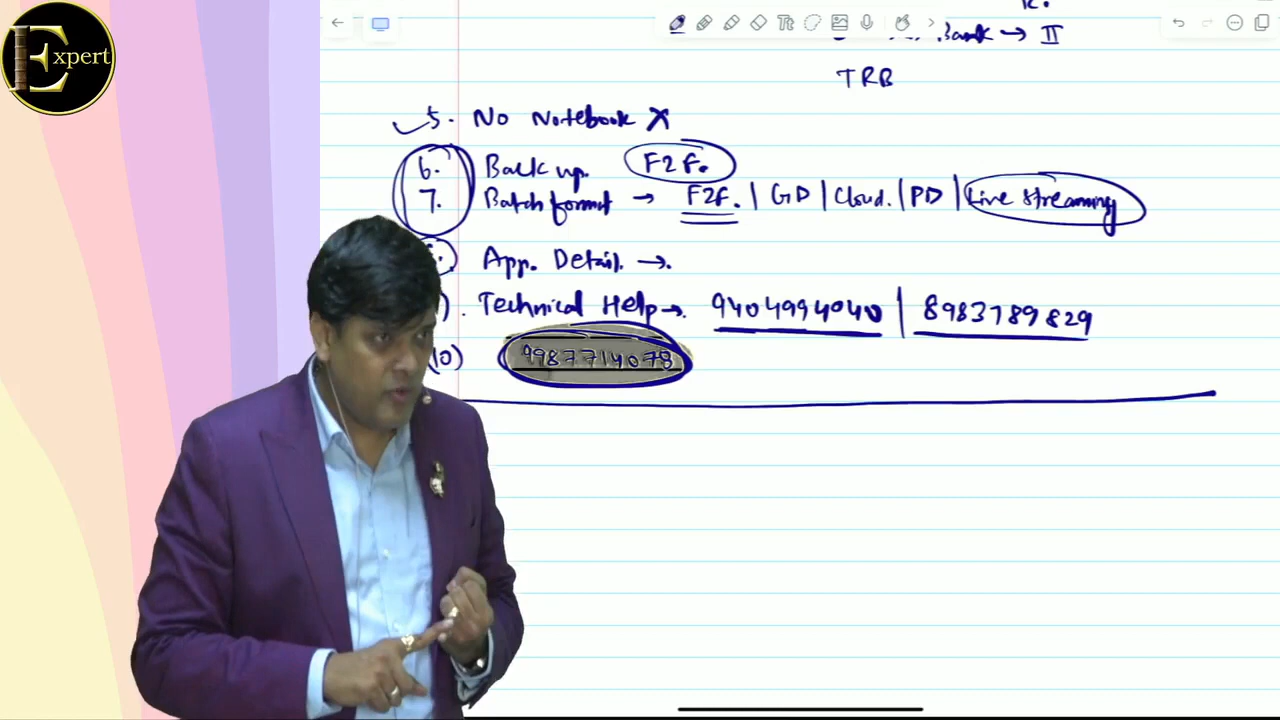 Expert
Bank → II
TRB
5. No Notebook X
6. Back up. F2F.
7. Batch format → F2F. | GD | Cloud. | PD | Live Streaming
App. Detail. →.
Technical Help →. 9404994040 | 8983789829
10) 9987714078